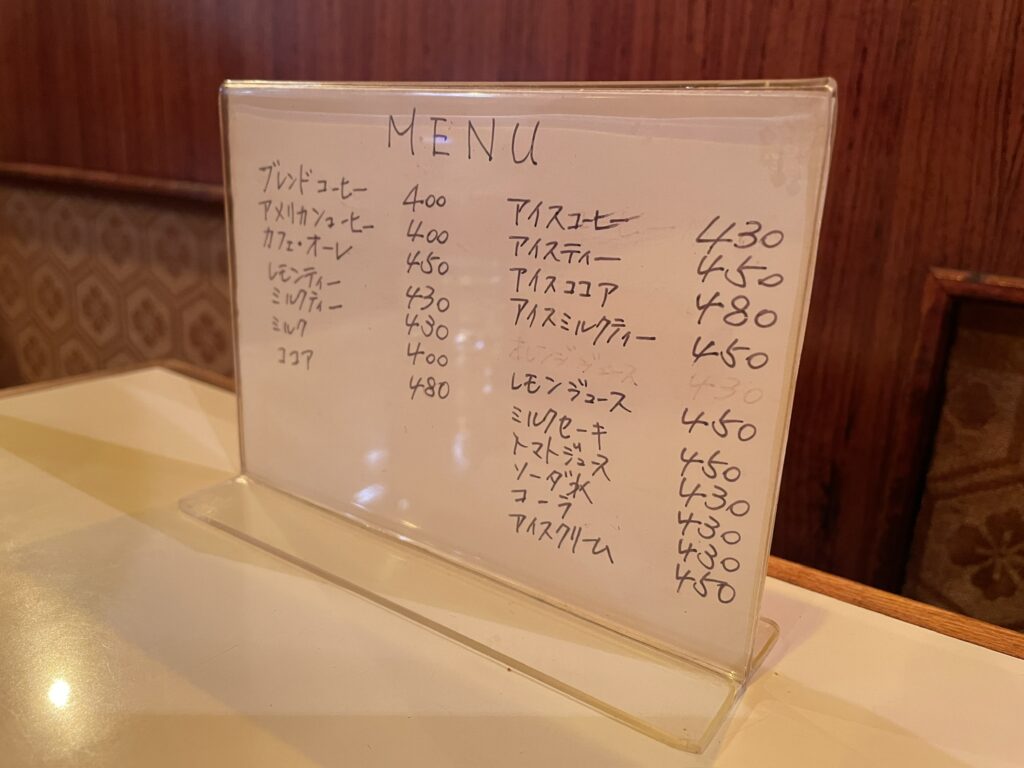 MENU
ブレンドコーヒー 400
アメリカンコーヒー 400
カフェ・オーレ 450
レモンティー 430
ミルクティー 430
ミルク 400
ココア 480
アイスコーヒー 430
アイスティー 450
アイスココア 480
アイスミルクティー 450
オレンジジュース 430
レモンジュース 450
ミルクセーキ 450
トマトジュス 430
ソーダ水 430
コーラ 430
アイスクリーム 450